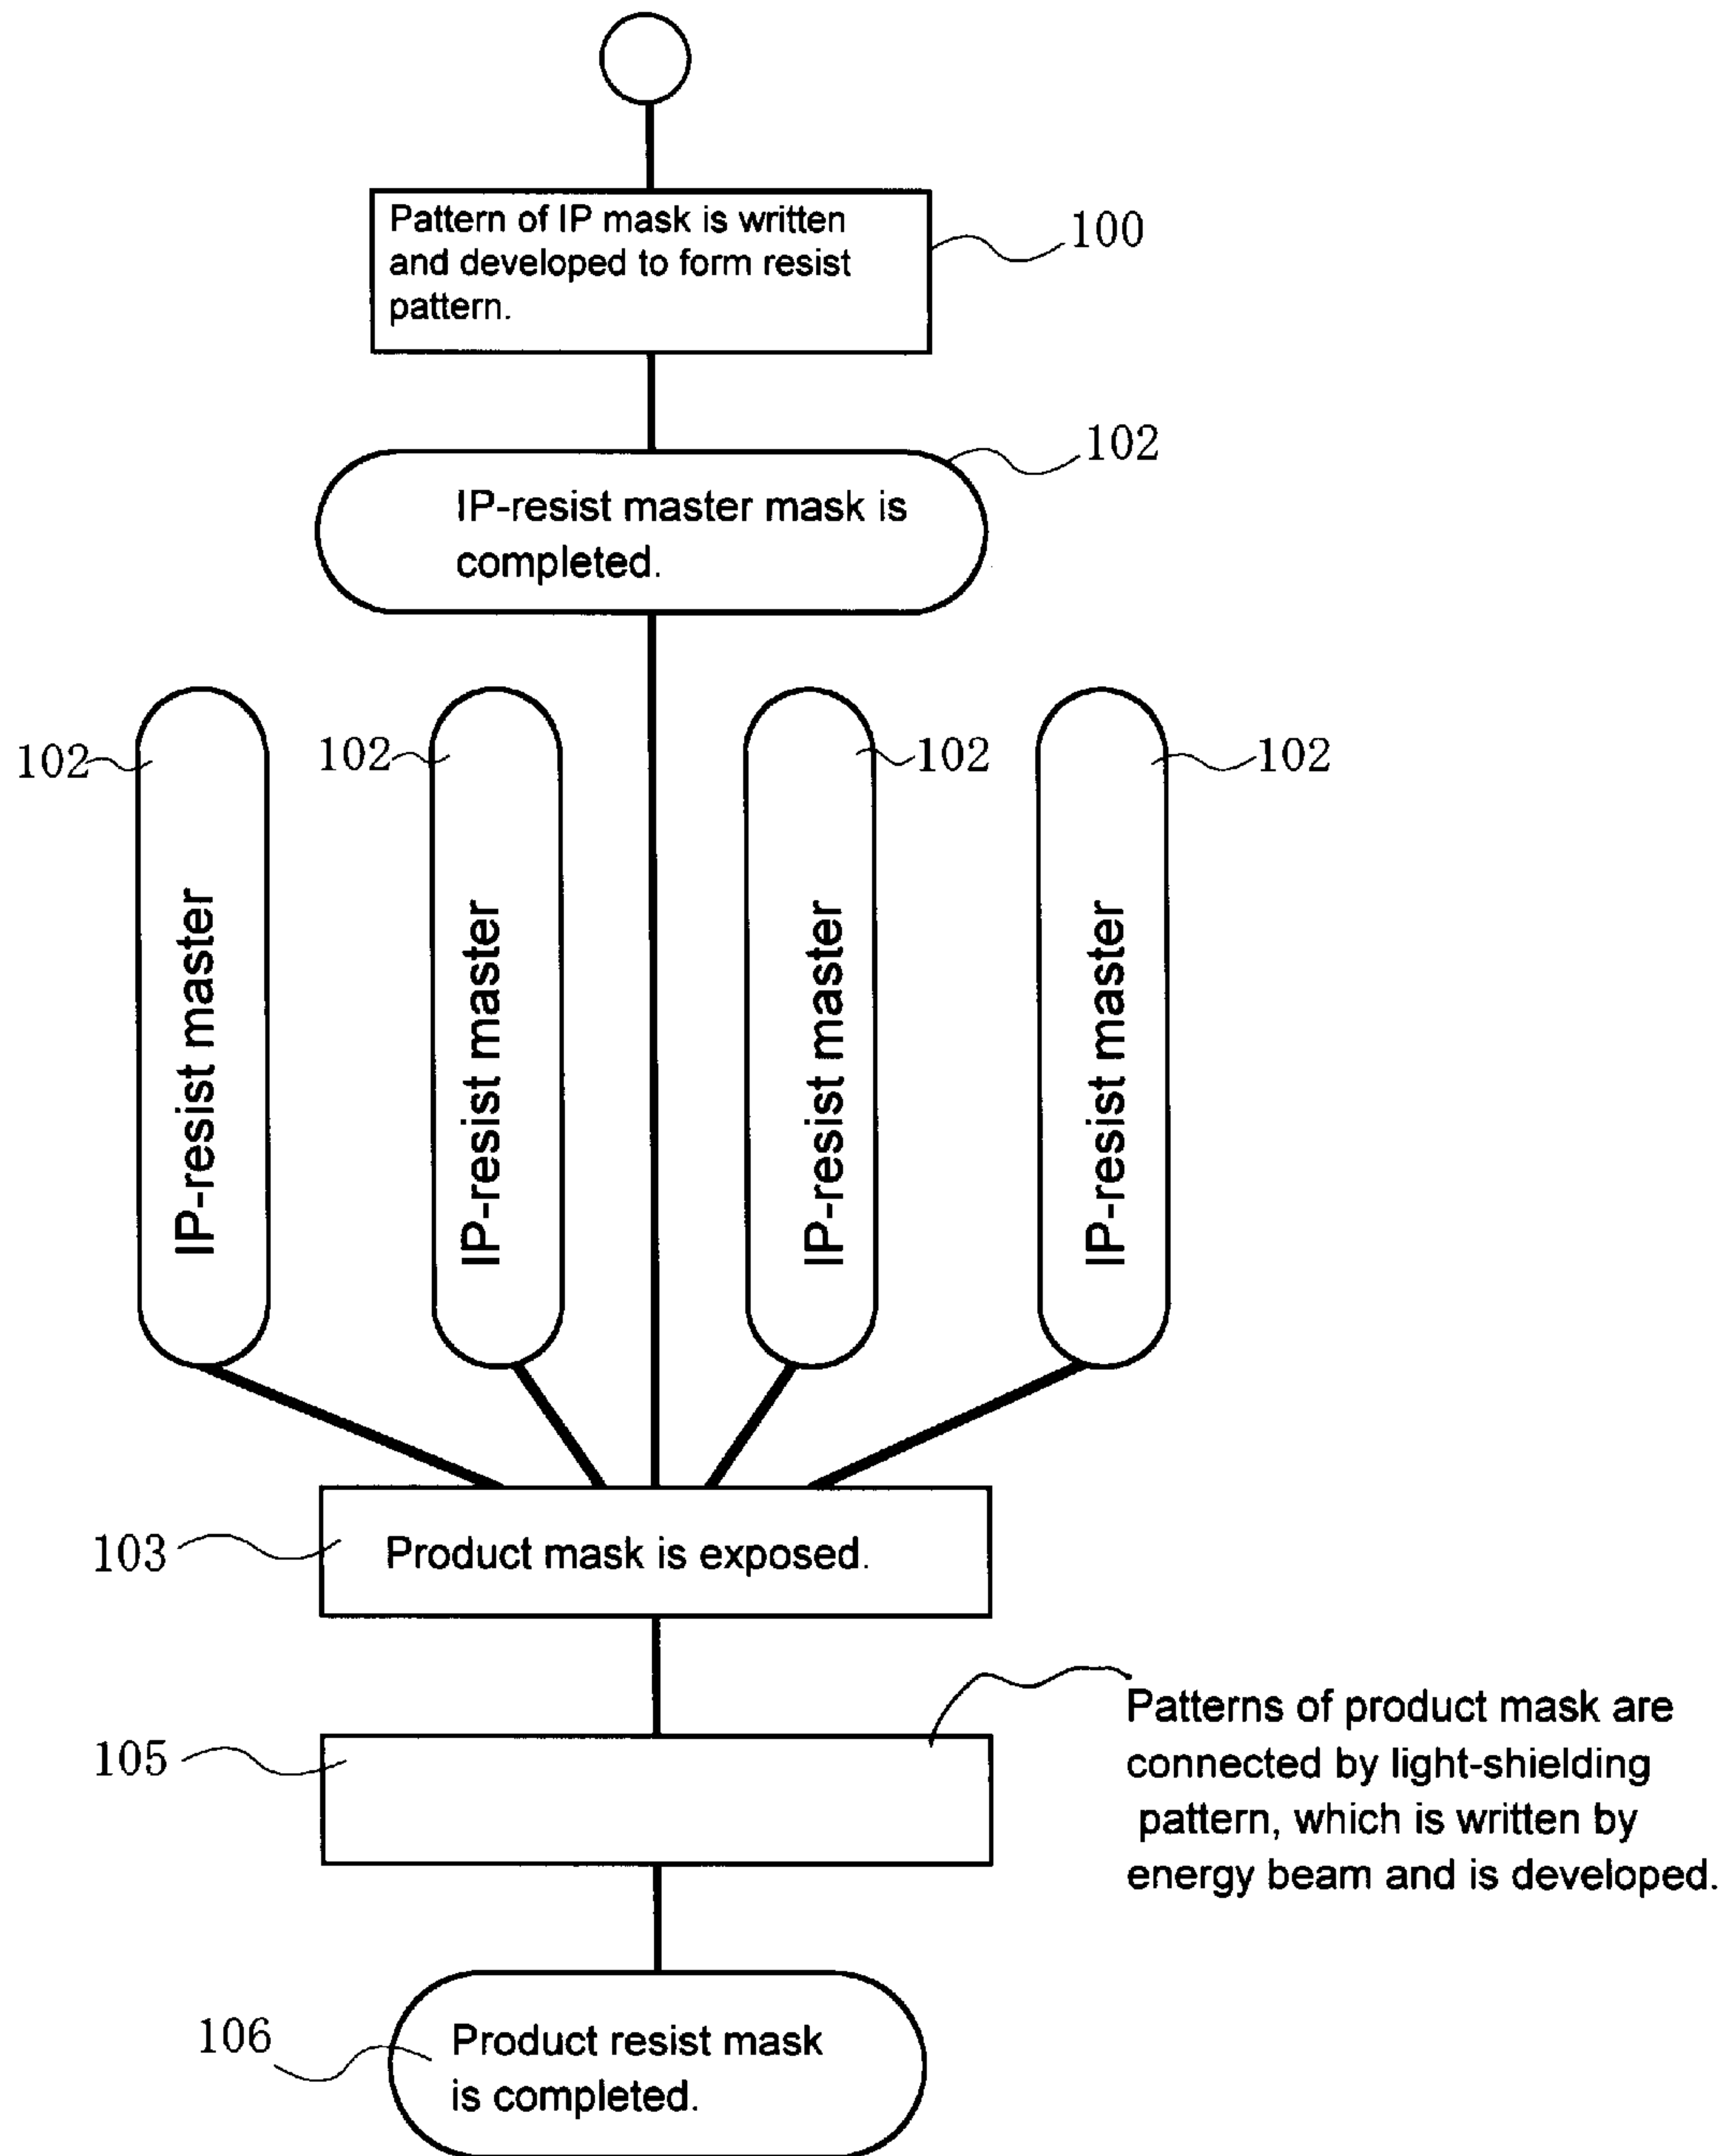 Pattern of IP mask is written
and developed to form resist
pattern.
100
102
IP-resist master mask is
completed.
102
102
102
102
IP-resist master
IP-resist master
IP-resist master
IP-resist master
103
Product mask is exposed.
105
Patterns of product mask are
connected by light-shielding
pattern, which is written by
energy beam and is developed.
106
Product resist mask
is completed.